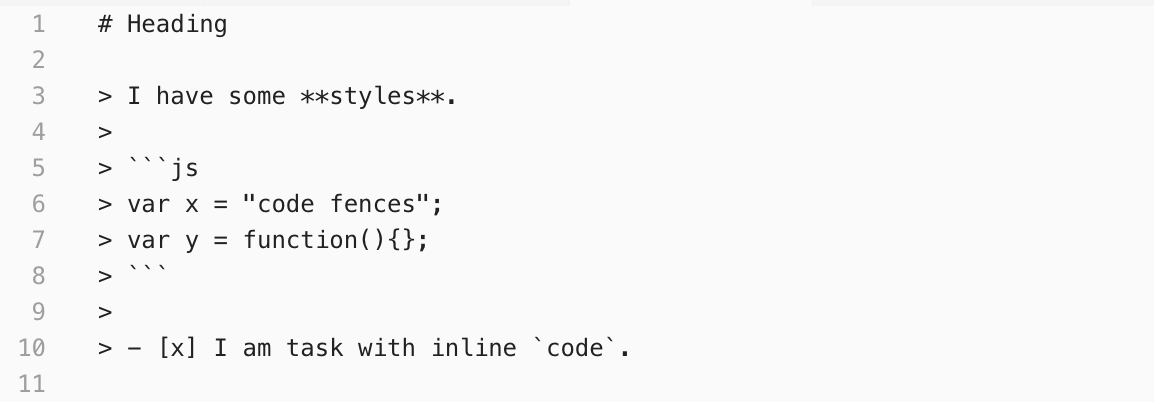 1 # Heading
2
3 > I have some **styles**.
4 >
5 > ```js
6 > var x = "code fences";
7 > var y = function(){};
8 > ```
9 >
10 > - [x] I am task with inline `code`.
11